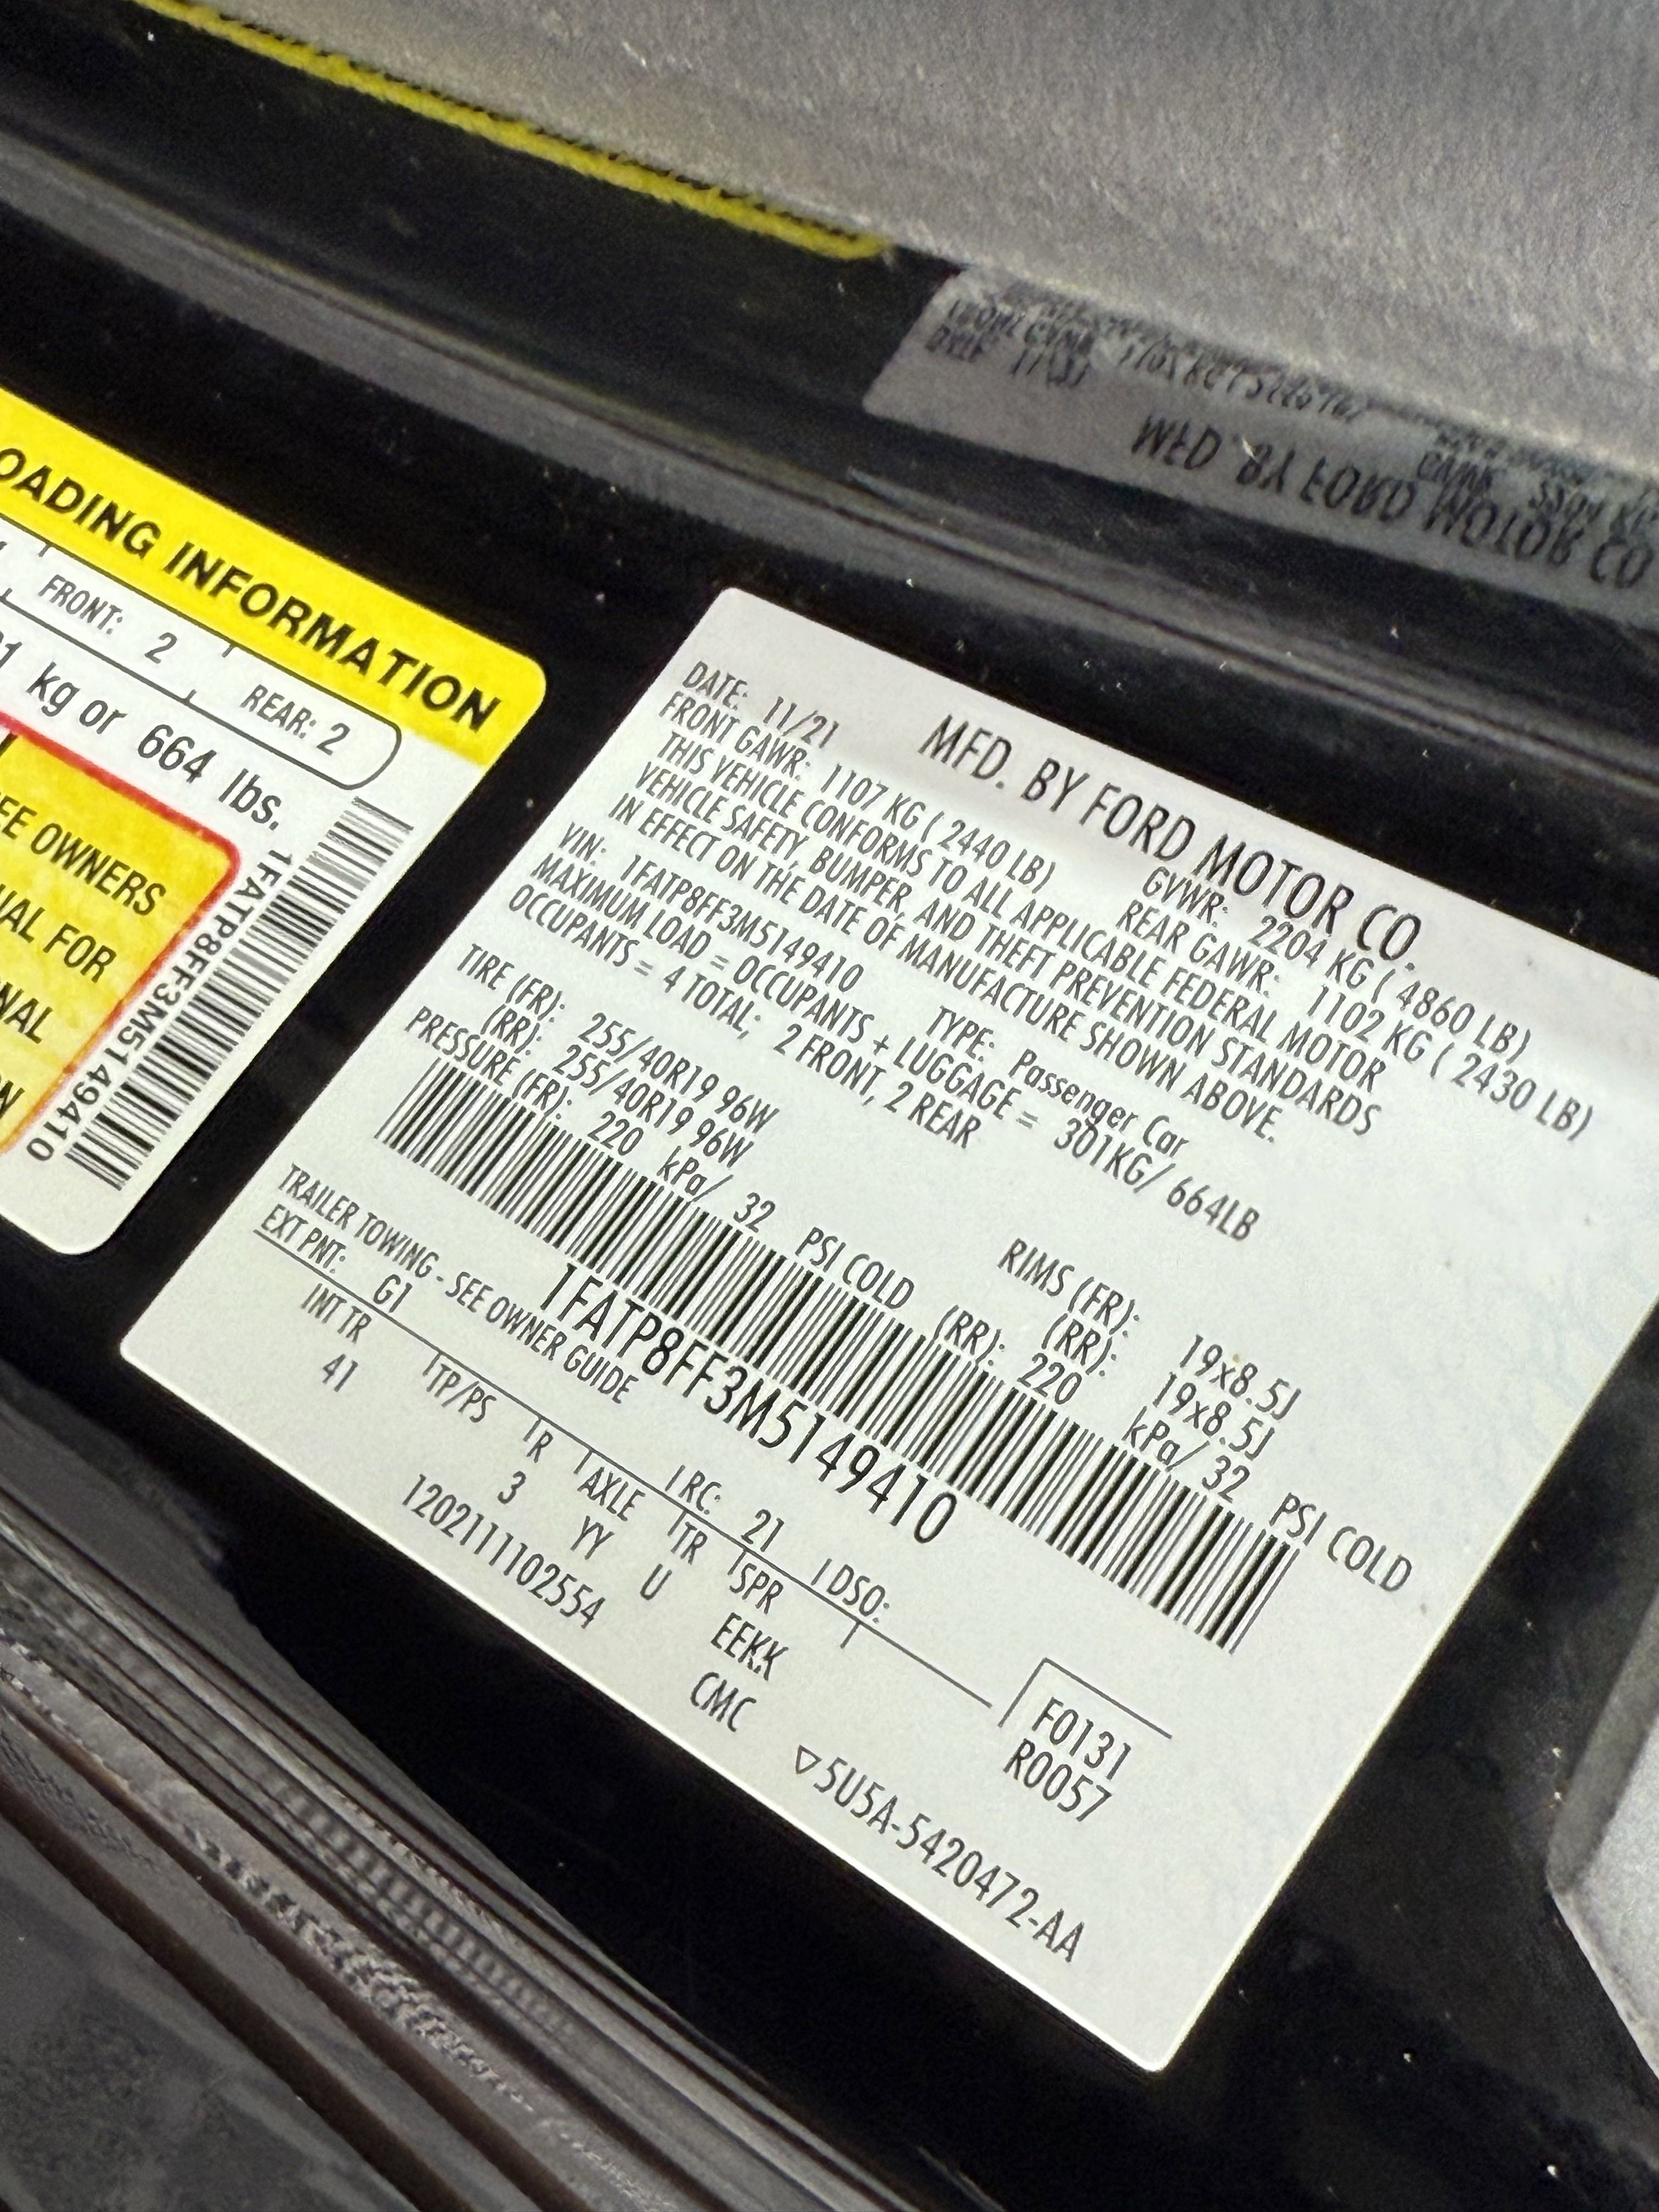 OADING INFORMATION
FRONT: 2
REAR: 2
kg or 664 lbs.
EE OWNERS
UAL FOR
NAL
1FATP8FF3M5149410
MFD. BY FORD MOTOR CO.
DATE: 11/21
GVWR: 2204 KG ( 4860 LB)
FRONT GAWR: 1107 KG ( 2440 LB)
REAR GAWR: 1102 KG ( 2430 LB)
THIS VEHICLE CONFORMS TO ALL APPLICABLE FEDERAL MOTOR
VEHICLE SAFETY, BUMPER, AND THEFT PREVENTION STANDARDS
IN EFFECT ON THE DATE OF MANUFACTURE SHOWN ABOVE.
VIN: 1FATP8FF3M5149410
TYPE: Passenger Car
MAXIMUM LOAD = OCCUPANTS + LUGGAGE = 301KG/ 664LB
OCCUPANTS = 4 TOTAL; 2 FRONT, 2 REAR
TIRE (FR): 255/40R19 96W
RIMS (FR): 19x8.5J
(RR): 255/40R19 96W
(RR): 19x8.5J
PRESSURE (FR): 220 kPa/ 32 PSI COLD (RR): 220 kPa/ 32 PSI COLD
1FATP8FF3M5149410
TRAILER TOWING - SEE OWNER GUIDE
EXT PNT: G1
RC: 21
DSO:
F0131
R0057
INT TR
TP/PS
R
AXLE
TR
SPR
41
3
YY
U
EEKK
120211102554
CMC
▽5U5A-5420472-AA